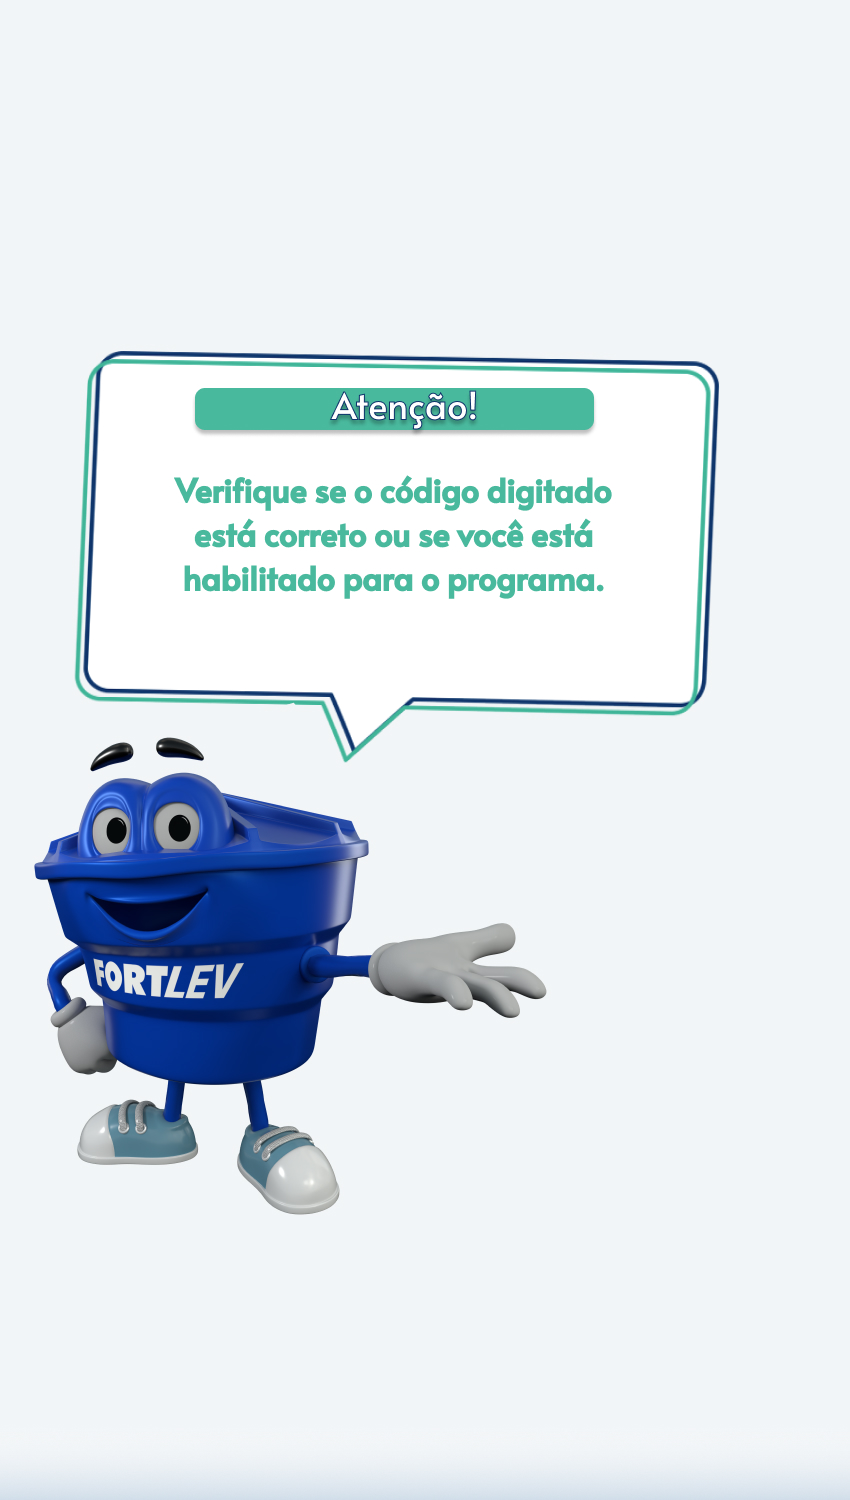 Atenção!
Verifique se o código digitado
está correto ou se você está
habilitado para o programa.
FORTLEV